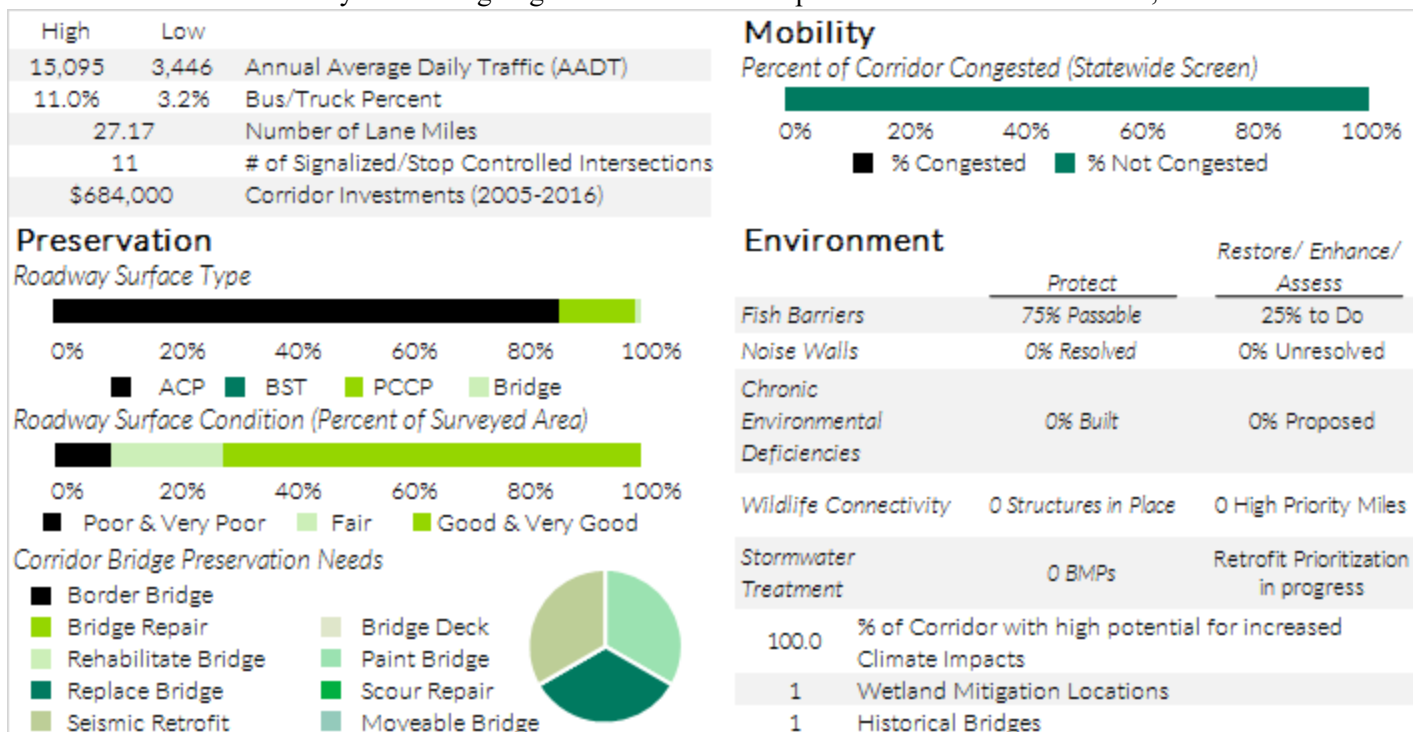 High Low
15,095 3,446 Annual Average Daily Traffic (AADT)
11.0% 3.2% Bus/Truck Percent
27.17 Number of Lane Miles
11 # of Signalized/Stop Controlled Intersections
$684,000 Corridor Investments (2005-2016)
Mobility
Percent of Corridor Congested (Statewide Screen)
0% 20% 40% 60% 80% 100%
% Congested % Not Congested
Preservation
Roadway Surface Type
0% 20% 40% 60% 80% 100%
ACP BST PCCP Bridge
Roadway Surface Condition (Percent of Surveyed Area)
0% 20% 40% 60% 80% 100%
Poor & Very Poor Fair Good & Very Good
Corridor Bridge Preservation Needs
Border Bridge
Bridge Repair Bridge Deck
Rehabilitate Bridge Paint Bridge
Replace Bridge Scour Repair
Seismic Retrofit Moveable Bridge
Environment
Restore/ Enhance/
Protect Assess
Fish Barriers 75% Passable 25% to Do
Noise Walls 0% Resolved 0% Unresolved
Chronic
Environmental 0% Built 0% Proposed
Deficiencies
Wildlife Connectivity 0 Structures in Place 0 High Priority Miles
Stormwater Retrofit Prioritization
Treatment 0 BMPs in progress
100.0 % of Corridor with high potential for increased
Climate Impacts
1 Wetland Mitigation Locations
1 Historical Bridges